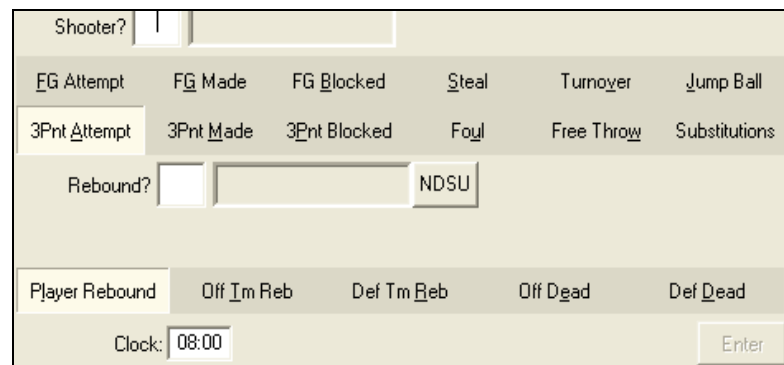 Shooter?
FG Attempt FG Made FG Blocked Steal Turnover Jump Ball
3Pnt Attempt 3Pnt Made 3Pnt Blocked Foul Free Throw Substitutions
Rebound? NDSU
Player Rebound Off Tm Reb Def Tm Reb Off Dead Def Dead
Clock: 08:00 Enter